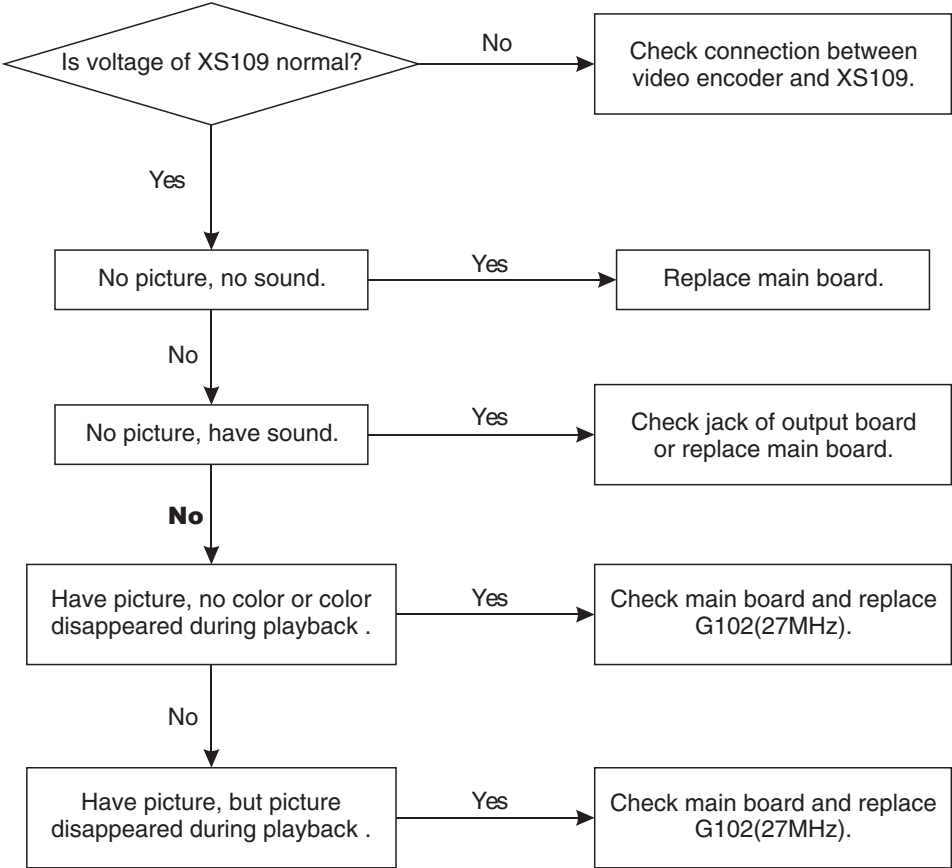 Is voltage of XS109 normal?
No
Check connection between
video encoder and XS109.
Yes
No picture, no sound.
Yes
Replace main board.
No
No picture, have sound.
Yes
Check jack of output board
or replace main board.
No
Have picture, no color or color
disappeared during playback .
Yes
Check main board and replace
G102(27MHz).
No
Have picture, but picture
disappeared during playback .
Yes
Check main board and replace
G102(27MHz).